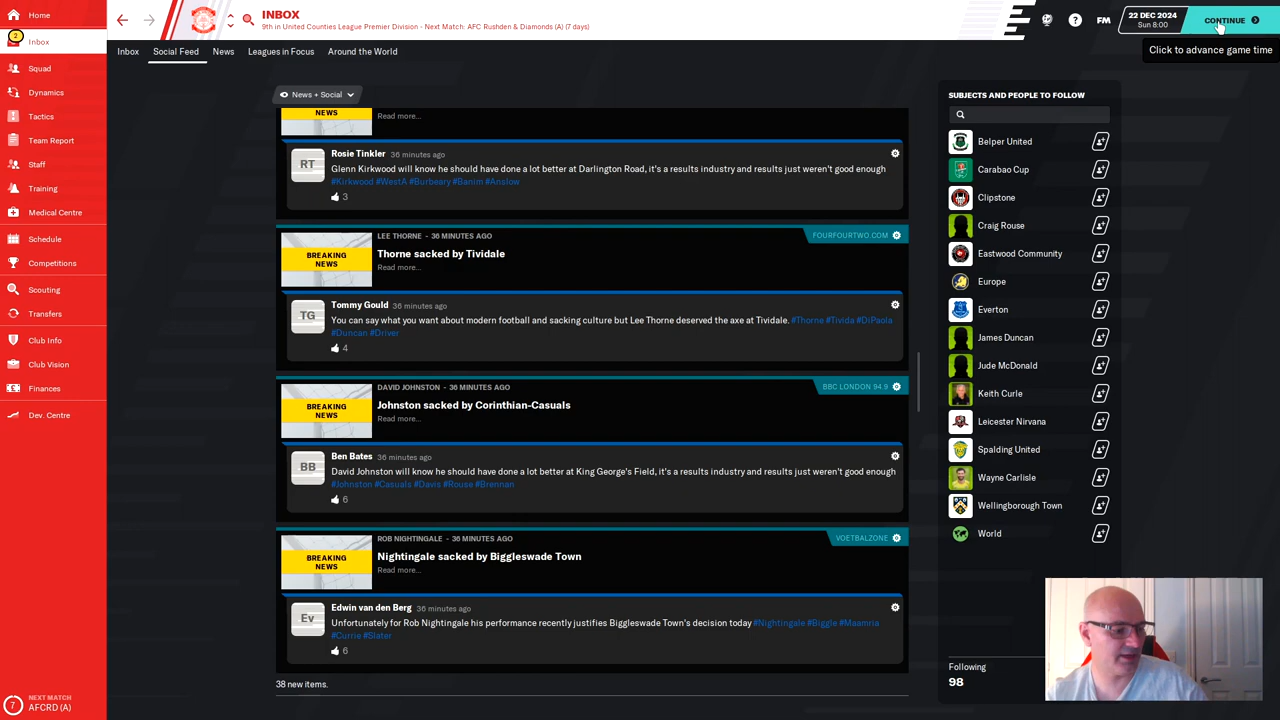 Home
INBOX
9th in United Counties League Premier Division - Next Match: AFC Rushden & Diamonds (A) (7 days)
?
FM
22 DEC 2024
Sun 8:00
CONTINUE
Click to advance game time
2
Inbox
Squad
Dynamics
Tactics
Team Report
Staff
Training
Medical Centre
Schedule
Competitions
Scouting
Transfers
Club Info
Club Vision
Finances
Dev. Centre
7
NEXT MATCH
AFCRD (A)
Inbox
Social Feed
News
Leagues in Focus
Around the World
News + Social
NEWS
Read more...
RT
Rosie Tinkler 36 minutes ago
Glenn Kirkwood will know he should have done a lot better at Darlington Road, it's a results industry and results just weren't good enough
#Kirkwood #WestA #Burbeary #Banim #Anslow
3
LEE THORNE - 36 MINUTES AGO
FOURFOURTWO.COM
BREAKING
NEWS
Thorne sacked by Tividale
Read more...
TG
Tommy Gould 36 minutes ago
You can say what you want about modern football and sacking culture but Lee Thorne deserved the axe at Tividale. #Thorne #Tivida #DiPaola
#Duncan #Driver
4
DAVID JOHNSTON - 36 MINUTES AGO
BBC LONDON 94.9
BREAKING
NEWS
Johnston sacked by Corinthian-Casuals
Read more...
BB
Ben Bates 36 minutes ago
David Johnston will know he should have done a lot better at King George's Field, it's a results industry and results just weren't good enough
#Johnston #Casuals #Davis #Rouse #Brennan
6
ROB NIGHTINGALE - 36 MINUTES AGO
VOETBALZONE
BREAKING
NEWS
Nightingale sacked by Biggleswade Town
Read more...
Ev
Edwin van den Berg 36 minutes ago
Unfortunately for Rob Nightingale his performance recently justifies Biggleswade Town's decision today #Nightingale #Biggle #Maamria
#Currie #Slater
6
38 new items.
SUBJECTS AND PEOPLE TO FOLLOW
Belper United
Carabao Cup
Clipstone
Craig Rouse
Eastwood Community
Europe
Everton
James Duncan
Jude McDonald
Keith Curle
Leicester Nirvana
Spalding United
Wayne Carlisle
Wellingborough Town
World
Following
98